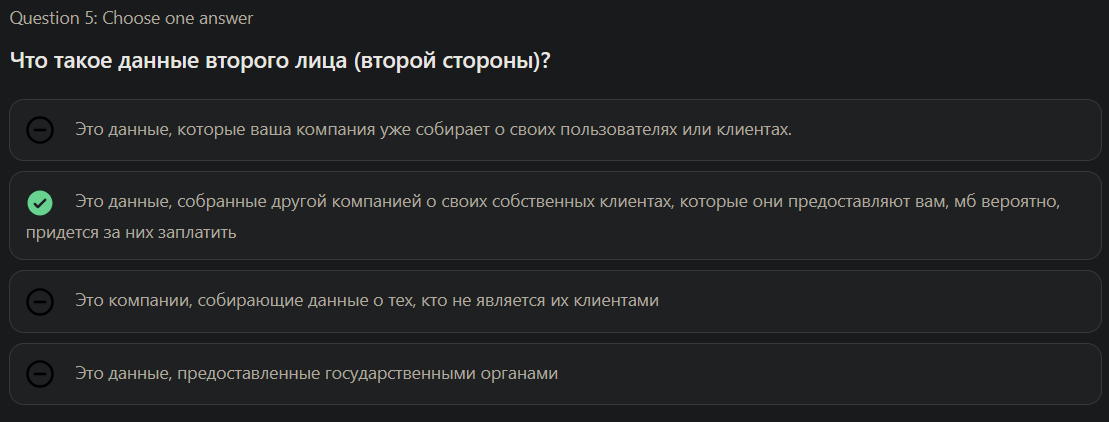 Question 5: Choose one answer
Что такое данные второго лица (второй стороны)?
Это данные, которые ваша компания уже собирает о своих пользователях или клиентах.
Это данные, собранные другой компанией о своих собственных клиентах, которые они предоставляют вам, мб вероятно,
придется за них заплатить
Это компании, собирающие данные о тех, кто не является их клиентами
Это данные, предоставленные государственными органами